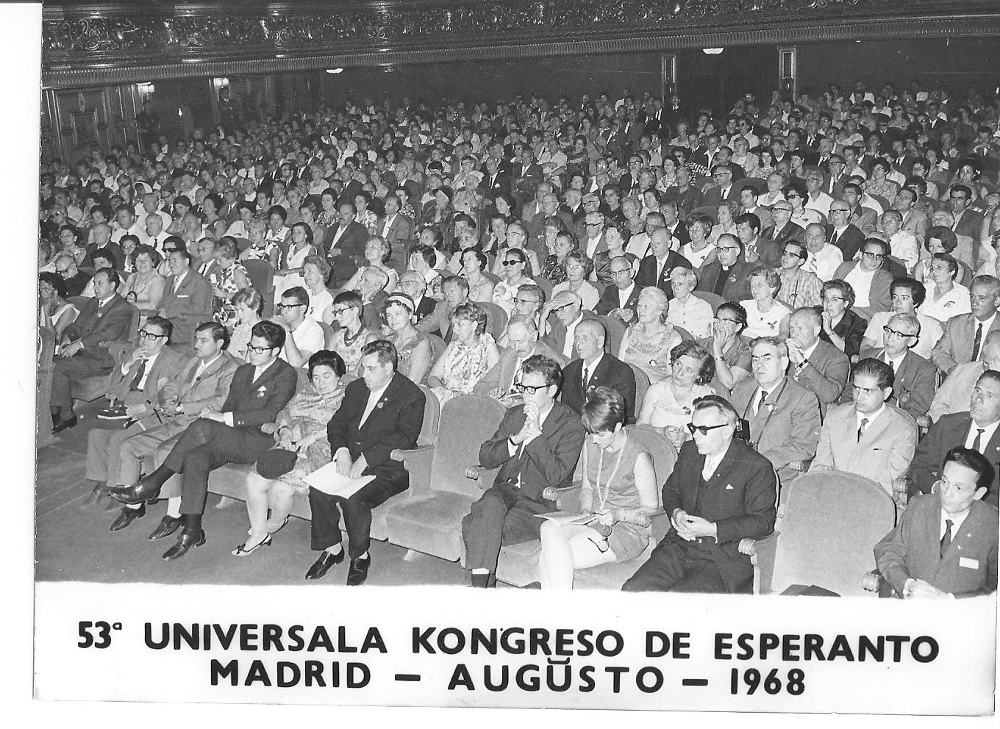 53ª UNIVERSALA KONGRESO DE ESPERANTO
MADRID — AUGŬSTO — 1968